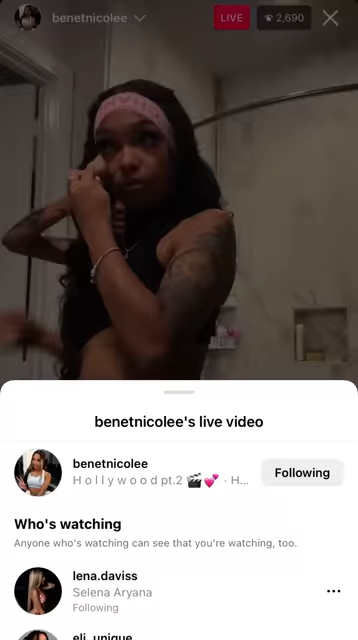 benetnicolee
LIVE
2,690
benetnicolee's live video
benetnicolee
H o l l y w o o d pt.2 🎬💕 · H...
Following
Who's watching
Anyone who's watching can see that you're watching, too.
lena.daviss
Selena Aryana
Following
eli_unique